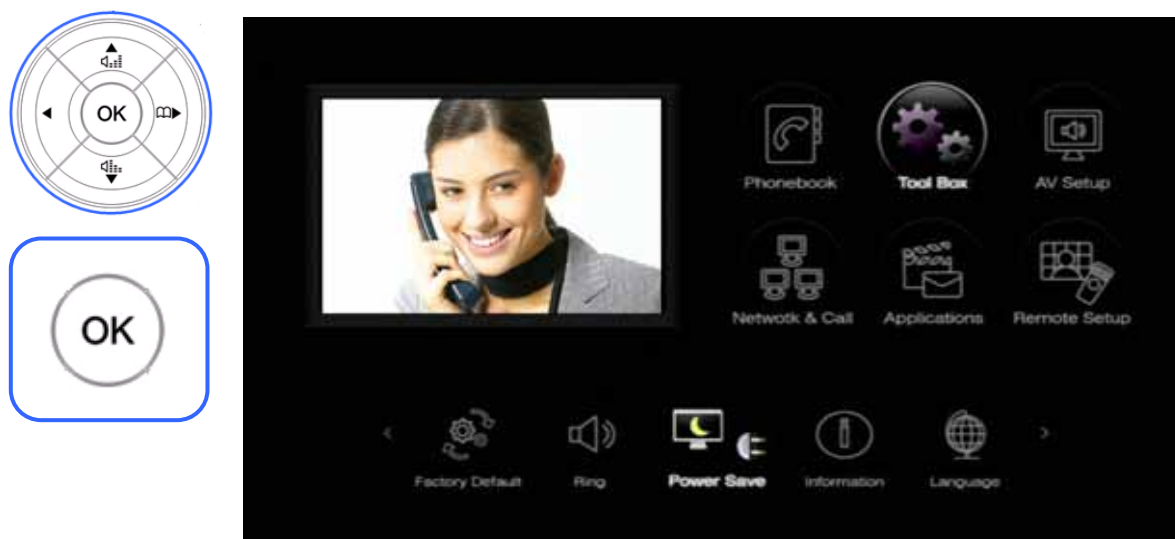 OK
OK
Phonebook Tool Box AV Setup
Netwotk & Call Applications Remote Setup
Factory Default Ring Power Save Information Language